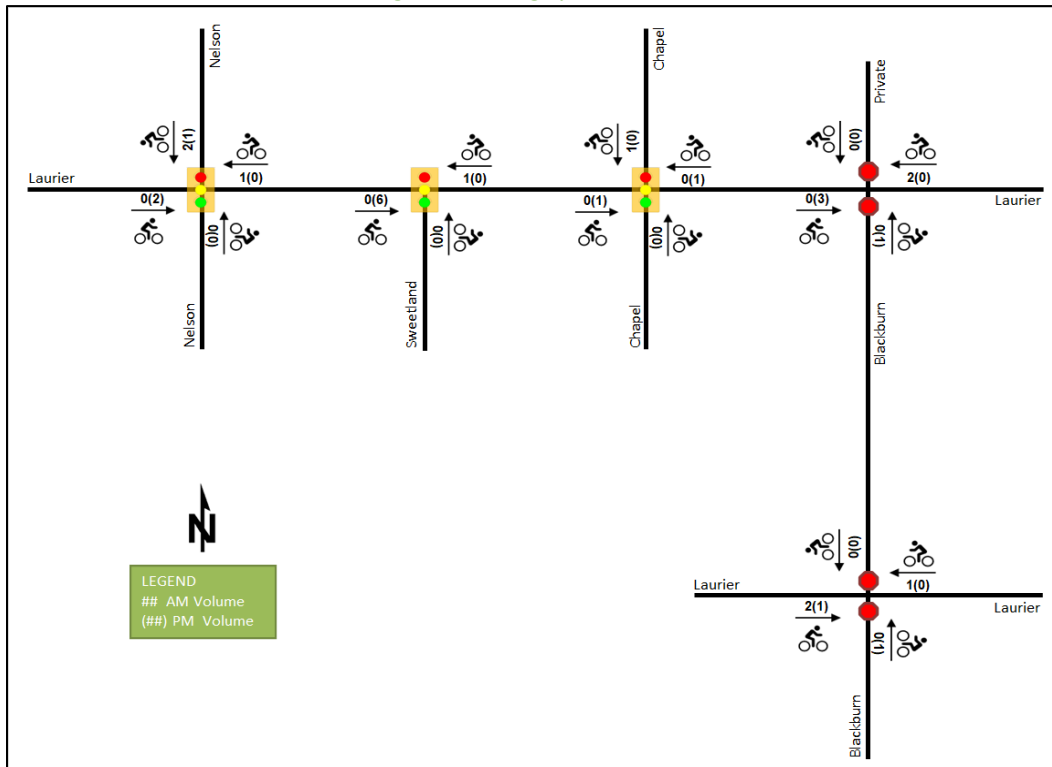 Nelson
Chapel
Private
2(1)
1(0)
0(0)
Laurier
1(0)
1(0)
0(1)
2(0)
0(2)
0(6)
0(1)
0(3)
Laurier
0(0)
0(0)
0(0)
0(1)
Nelson
Sweetland
Chapel
Blackburn
N
LEGEND
## AM Volume
(##) PM Volume
0(0)
Laurier
1(0)
2(1)
Laurier
0(1)
Blackburn